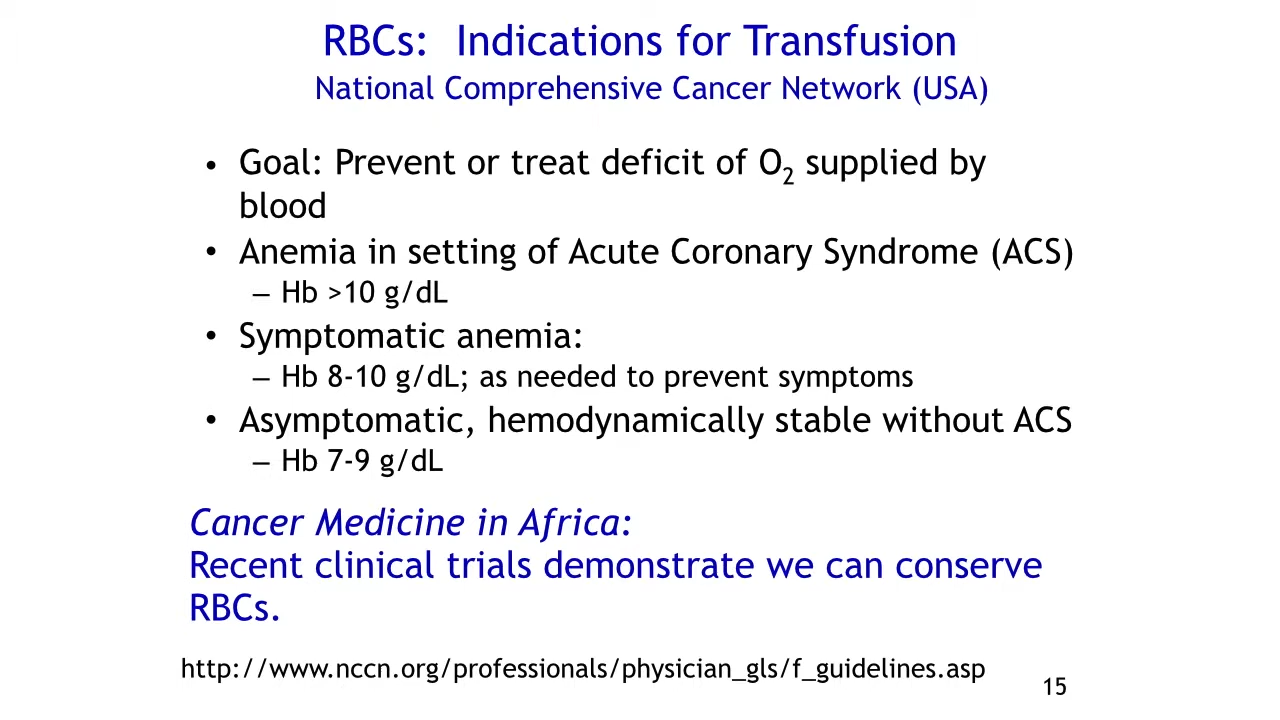 RBCs: Indications for Transfusion
National Comprehensive Cancer Network (USA)
• Goal: Prevent or treat deficit of O2 supplied by
blood
• Anemia in setting of Acute Coronary Syndrome (ACS)
– Hb >10 g/dL
• Symptomatic anemia:
– Hb 8-10 g/dL; as needed to prevent symptoms
• Asymptomatic, hemodynamically stable without ACS
– Hb 7-9 g/dL
Cancer Medicine in Africa:
Recent clinical trials demonstrate we can conserve
RBCs.
http://www.nccn.org/professionals/physician_gls/f_guidelines.asp
15